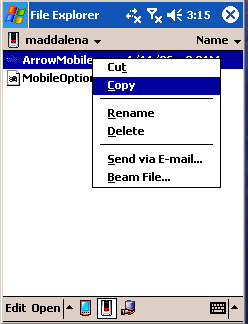 File Explorer 3:15
maddalena Name
ArrowMobile
MobileOption
Cut
Copy
Rename
Delete
Send via E-mail...
Beam File...
Edit Open